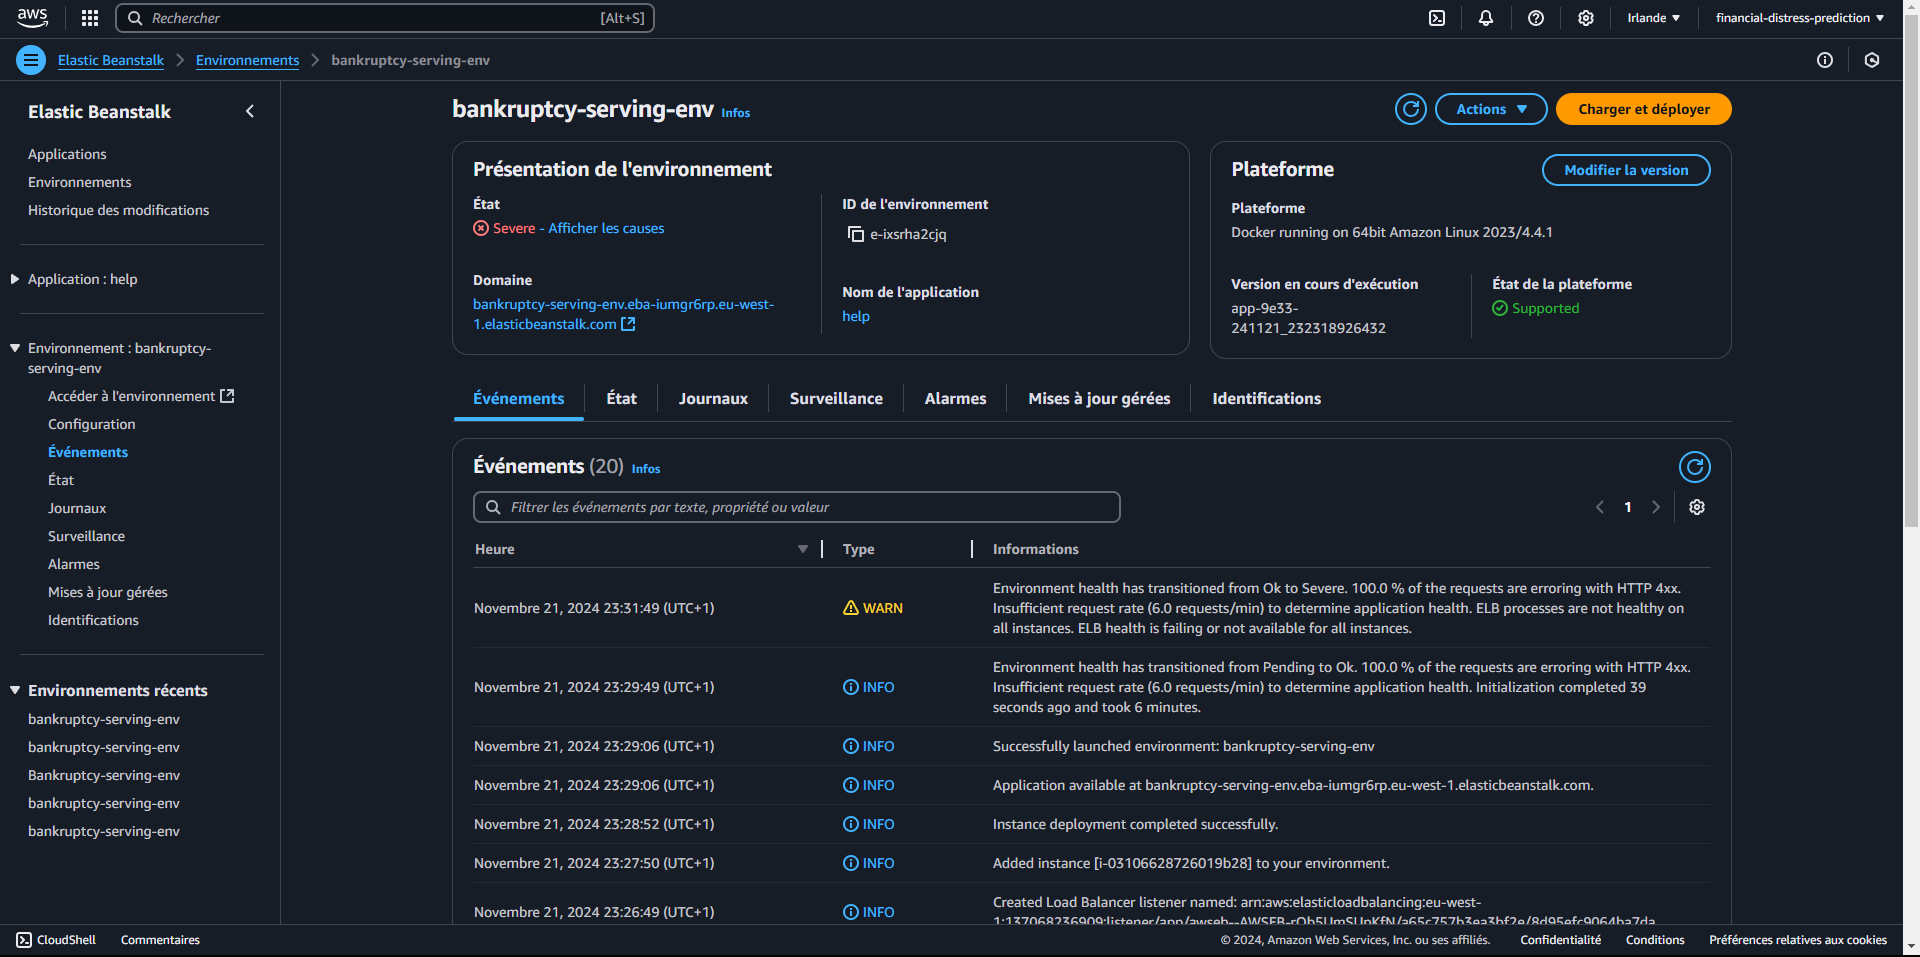 aws
Rechercher
[Alt+S]
Irlande
financial-distress-prediction
Elastic Beanstalk
Environnements
bankruptcy-serving-env
Elastic Beanstalk
Applications
Environnements
Historique des modifications
Application : help
Environnement : bankruptcy-
serving-env
Accéder à l'environnement
Configuration
Événements
État
Journaux
Surveillance
Alarmes
Mises à jour gérées
Identifications
Environnements récents
bankruptcy-serving-env
bankruptcy-serving-env
Bankruptcy-serving-env
bankruptcy-serving-env
bankruptcy-serving-env
bankruptcy-serving-env Infos
Actions
Charger et déployer
Présentation de l'environnement
État
Severe - Afficher les causes
Domaine
bankruptcy-serving-env.eba-iumgr6rp.eu-west-
1.elasticbeanstalk.com
ID de l'environnement
e-ixsrha2cjq
Nom de l'application
help
Plateforme
Modifier la version
Plateforme
Docker running on 64bit Amazon Linux 2023/4.4.1
Version en cours d'exécution
app-9e33-
241121_232318926432
État de la plateforme
Supported
Événements
État
Journaux
Surveillance
Alarmes
Mises à jour gérées
Identifications
Événements (20) Infos
Filtrer les événements par texte, propriété ou valeur
1
Heure
Type
Informations
Novembre 21, 2024 23:31:49 (UTC+1)
WARN
Environment health has transitioned from Ok to Severe. 100.0 % of the requests are erroring with HTTP 4xx.
Insufficient request rate (6.0 requests/min) to determine application health. ELB processes are not healthy on
all instances. ELB health is failing or not available for all instances.
Novembre 21, 2024 23:29:49 (UTC+1)
INFO
Environment health has transitioned from Pending to Ok. 100.0 % of the requests are erroring with HTTP 4xx.
Insufficient request rate (6.0 requests/min) to determine application health. Initialization completed 39
seconds ago and took 6 minutes.
Novembre 21, 2024 23:29:06 (UTC+1)
INFO
Successfully launched environment: bankruptcy-serving-env
Novembre 21, 2024 23:29:06 (UTC+1)
INFO
Application available at bankruptcy-serving-env.eba-iumgr6rp.eu-west-1.elasticbeanstalk.com.
Novembre 21, 2024 23:28:52 (UTC+1)
INFO
Instance deployment completed successfully.
Novembre 21, 2024 23:27:50 (UTC+1)
INFO
Added instance [i-03106628726019b28] to your environment.
Novembre 21, 2024 23:26:49 (UTC+1)
INFO
Created Load Balancer listener named: arn:aws:elasticloadbalancing:eu-west-
CloudShell
Commentaires
© 2024, Amazon Web Services, Inc. ou ses affiliés.
Confidentialité
Conditions
Préférences relatives aux cookies